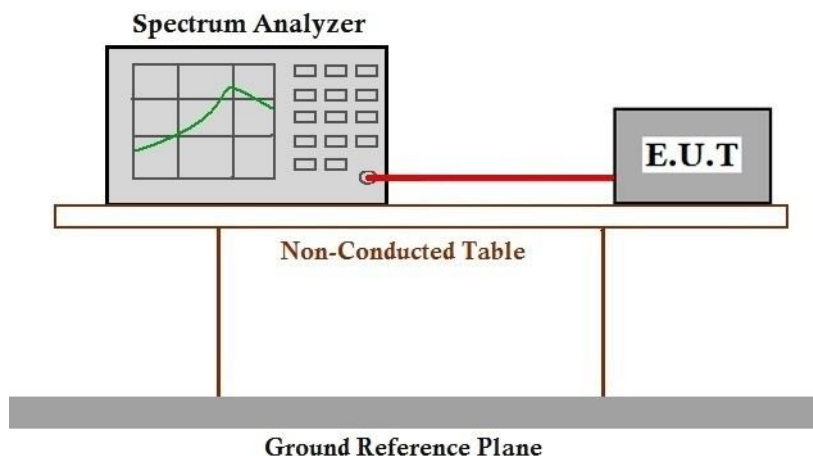 Spectrum Analyzer
E.U.T
Non-Conducted Table
Ground Reference Plane